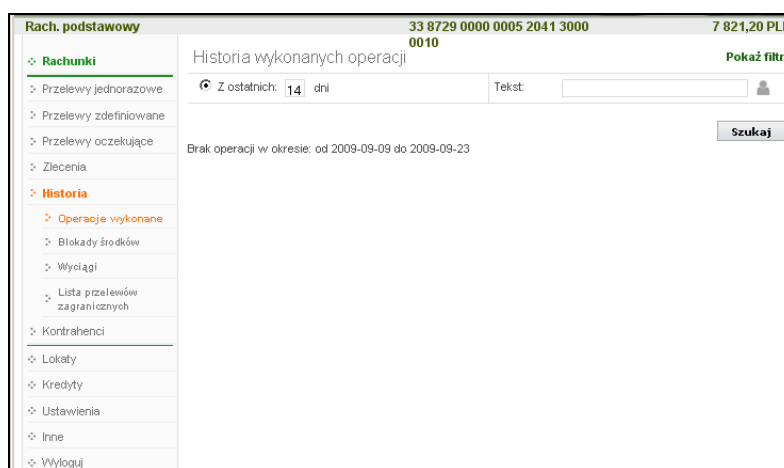 Rach. podstawowy
33 8729 0000 0005 2041 3000 0010
7 821,20 PL
Rachunki
Przelewy jednorazowe
Przelewy zdefiniowane
Przelewy oczekujące
Zlecenia
Historia
Operacje wykonane
Blokady środków
Wyciągi
Lista przelewów
zagranicznych
Kontrahenci
Lokaty
Kredyty
Ustawienia
Inne
Wyloguj
Historia wykonanych operacji
Pokaż filtr
Z ostatnich: 14 dni
Tekst:
Szukaj
Brak operacji w okresie: od 2009-09-09 do 2009-09-23